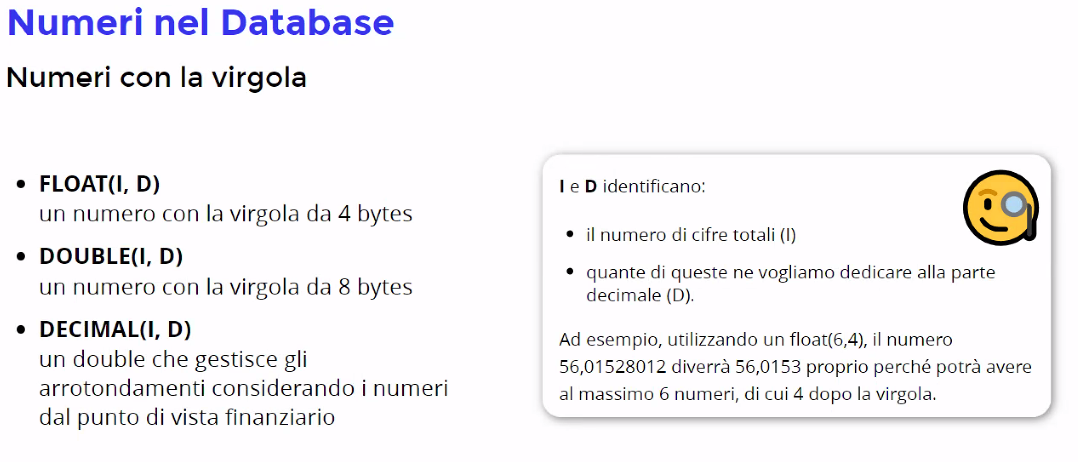 Numeri nel Database
Numeri con la virgola
• FLOAT(I, D)
un numero con la virgola da 4 bytes
• DOUBLE(I, D)
un numero con la virgola da 8 bytes
• DECIMAL(I, D)
un double che gestisce gli
arrotondamenti considerando i numeri
dal punto di vista finanziario
I e D identificano:
• il numero di cifre totali (I)
• quante di queste ne vogliamo dedicare alla parte
decimale (D).
Ad esempio, utilizzando un float(6,4), il numero
56,01528012 diverrà 56,0153 proprio perché potrà avere
al massimo 6 numeri, di cui 4 dopo la virgola.